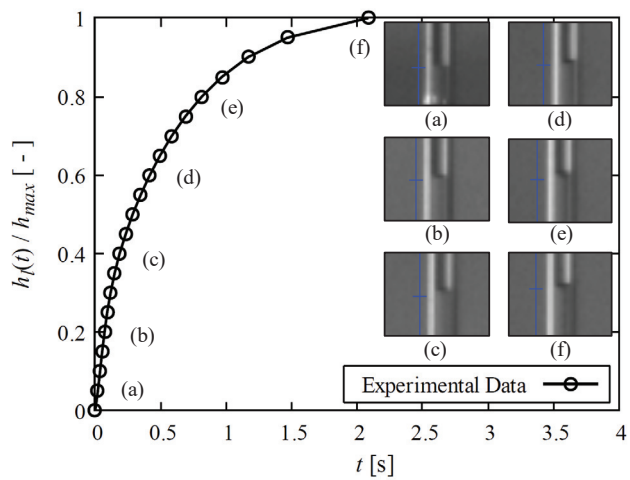 1
(f)
0.8
(e)
0.6
(d)
0.4
(c)
0.2
(b)
(a)
0
h_l(t) / h_max [ - ]
(a)
(d)
(b)
(e)
(c)
(f)
Experimental Data
0 0.5 1 1.5 2 2.5 3 3.5 4
t [s]